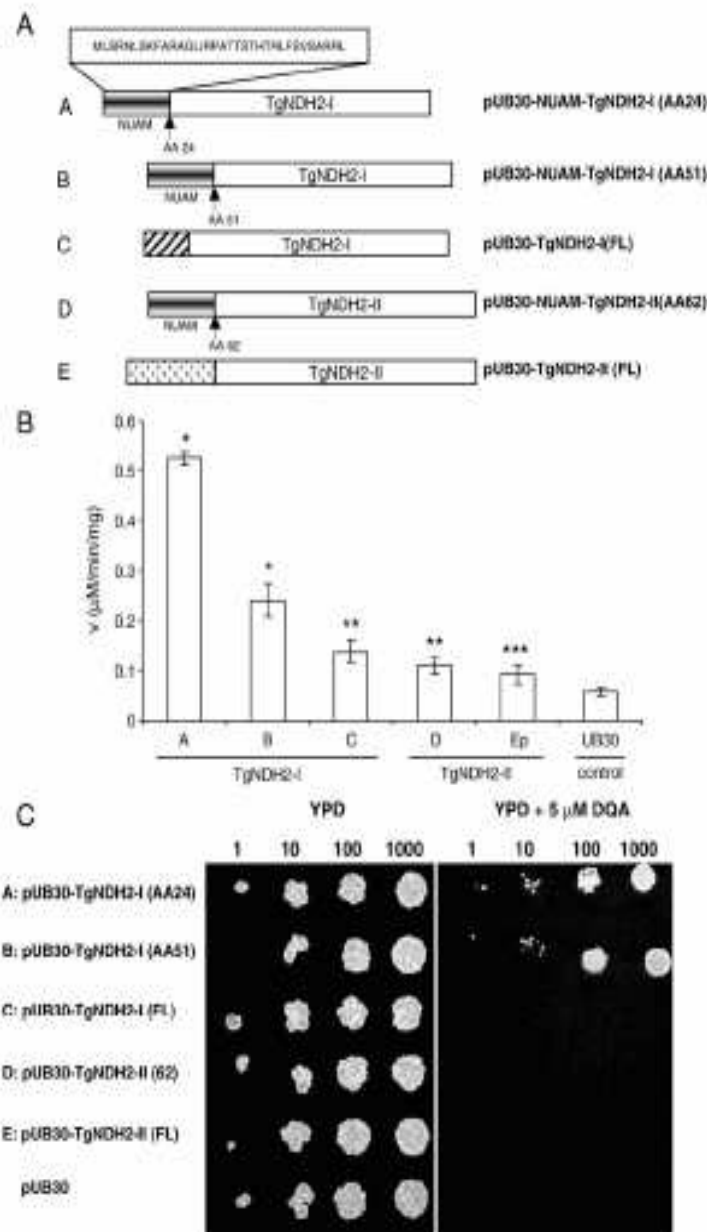 A
A TgNDH2-I pUB30-NUAM-TgNDH2-I (AA24)
NUAM
AA 24
B TgNDH2-I pUB30-NUAM-TgNDH2-I (AA51)
NUAM
AA 51
C TgNDH2-I pUB30-TgNDH2-I(FL)
D TgNDH2-II pUB30-NUAM-TgNDH2-II(AA62)
NUAM
AA 62
E TgNDH2-II pUB30-TgNDH2-II (FL)
B
0.6
0.5
0.4
0.3
0.2
0.1
0
v (µM/min/mg)
* * ** ** ***
A B C D Ep UB30
TgNDH2-I TgNDH2-II control
C
YPD YPD + 5 µM DQA
1 10 100 1000 1 10 100 1000
A: pUB30-TgNDH2-I (AA24)
B: pUB30-TgNDH2-I (AA51)
C: pUB30-TgNDH2-I (FL)
D: pUB30-TgNDH2-II (62)
E: pUB30-TgNDH2-II (FL)
pUB30